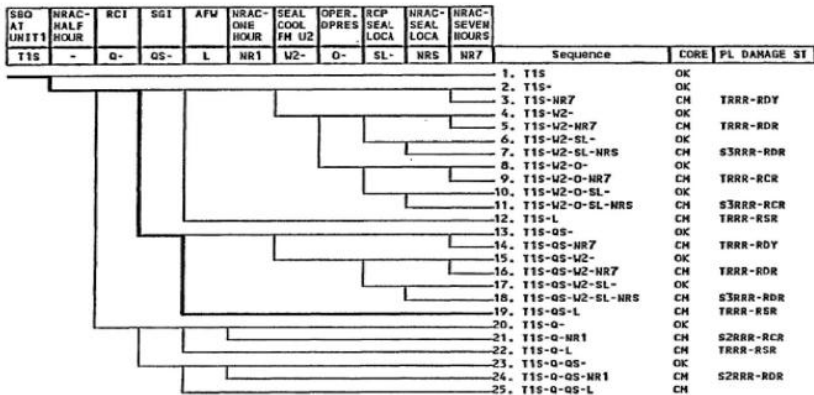 SBO AT UNIT1 NRAC-HALF HOUR RCI SGI AFW NRAC-ONE HOUR SEAL COOL FM U2 OPER. DPRES RCP SEAL LOCA NRAC-SEAL LOCA NRAC-SEVEN HOURS
T1S - Q- QS- L NR1 W2- O- SL- NRS NR7 Sequence CORE PL DAMAGE ST
1. T1S OK
2. T1S- OK
3. T1S-NR7 CM TRRR-RDY
4. T1S-W2- OK
5. T1S-W2-NR7 CM TRRR-RDR
6. T1S-W2-SL- OK
7. T1S-W2-SL-NRS CM S3RRR-RDR
8. T1S-W2-O- OK
9. T1S-W2-O-NR7 CM TRRR-RCR
10. T1S-W2-O-SL- OK
11. T1S-W2-O-SL-NRS CM S3RRR-RCR
12. T1S-L CM TRRR-RSR
13. T1S-QS- OK
14. T1S-QS-NR7 CM TRRR-RDY
15. T1S-QS-W2- OK
16. T1S-QS-W2-NR7 CM TRRR-RDR
17. T1S-QS-W2-SL- OK
18. T1S-QS-W2-SL-NRS CM S3RRR-RDR
19. T1S-QS-L CM TRRR-RSR
20. T1S-Q- OK
21. T1S-Q-NR1 CM S2RRR-RCR
22. T1S-Q-L CM TRRR-RSR
23. T1S-Q-QS- OK
24. T1S-Q-QS-NR1 CM S2RRR-RDR
25. T1S-Q-QS-L CM